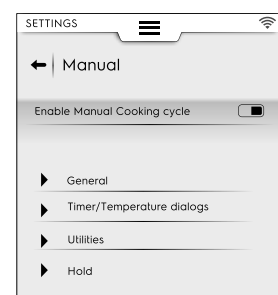 SETTINGS
Manual
Enable Manual Cooking cycle
General
Timer/Temperature dialogs
Utilities
Hold